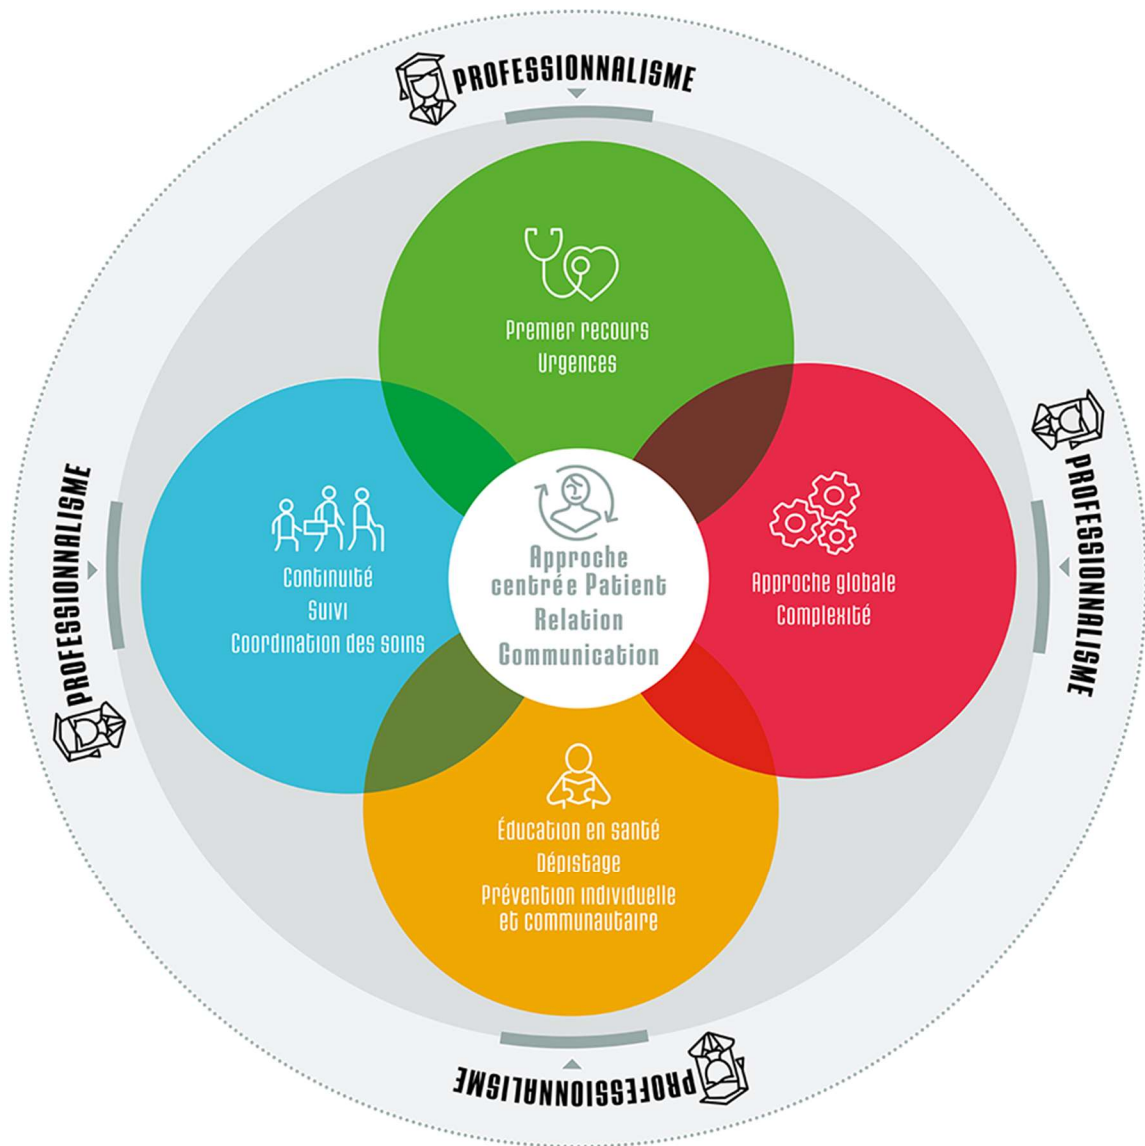 PROFESSIONNALISME
Premier recours
Urgences
PROFESSIONNALISME
Continuité
Suivi
Coordination des soins
Approche
centrée Patient
Relation
Communication
Approche globale
Complexité
PROFESSIONNALISME
Éducation en santé
Dépistage
Prévention individuelle
et communautaire
PROFESSIONNALISME